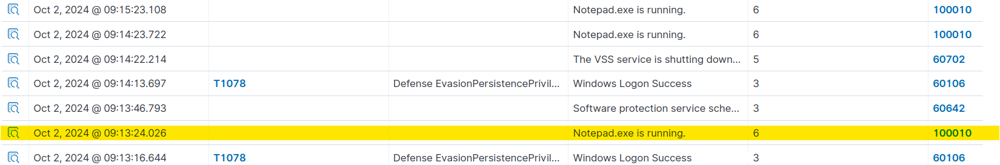 Oct 2, 2024 @ 09:15:23.108 Notepad.exe is running. 6 100010
Oct 2, 2024 @ 09:14:23.722 Notepad.exe is running. 6 100010
Oct 2, 2024 @ 09:14:22.214 The VSS service is shutting down... 5 60702
Oct 2, 2024 @ 09:14:13.697 T1078 Defense EvasionPersistencePrivil... Windows Logon Success 3 60106
Oct 2, 2024 @ 09:13:46.793 Software protection service sche... 3 60642
Oct 2, 2024 @ 09:13:24.026 Notepad.exe is running. 6 100010
Oct 2, 2024 @ 09:13:16.644 T1078 Defense EvasionPersistencePrivil... Windows Logon Success 3 60106